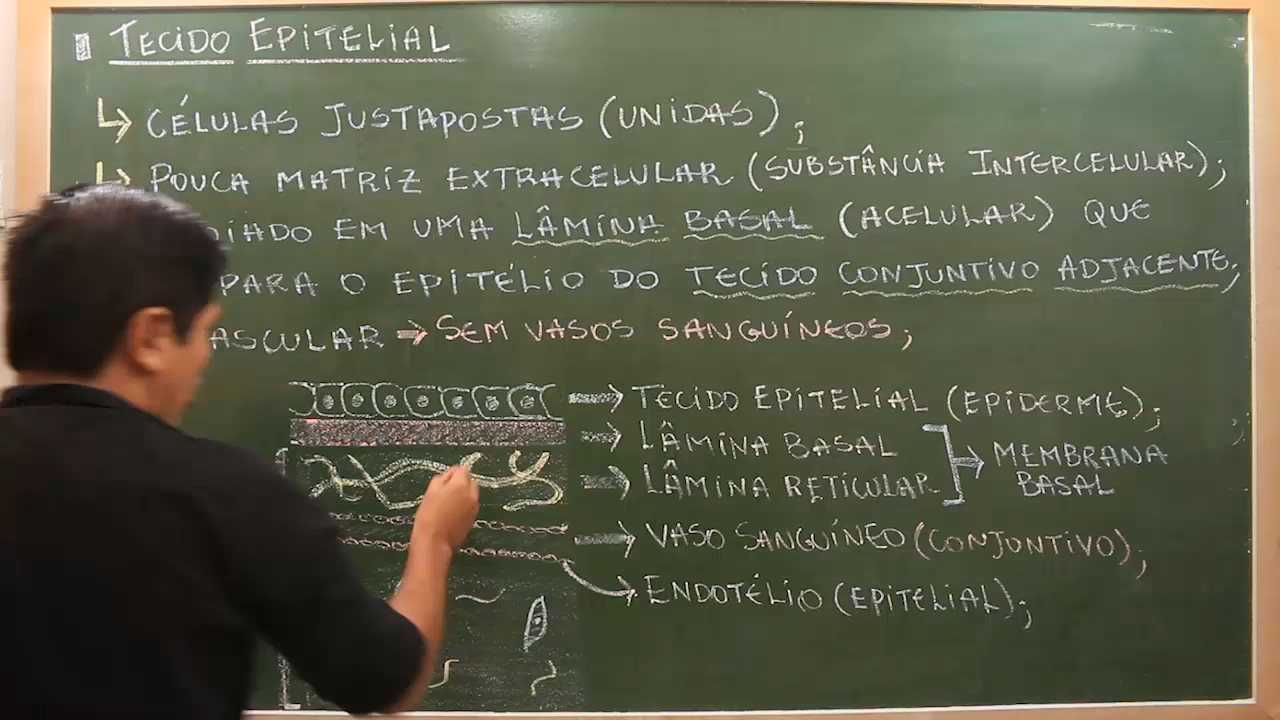 TECIDO EPITELIAL
CÉLULAS JUSTAPOSTAS (UNIDAS);
POUCA MATRIZ EXTRACELULAR (SUBSTÂNCIA INTERCELULAR);
EM UMA LÂMINA BASAL (ACELULAR) QUE
PARA O EPITÉLIO DO TECIDO CONJUNTIVO ADJACENTE;
ASCULAR → SEM VASOS SANGUÍNEOS;
TECIDO EPITELIAL (EPIDERME);
LÂMINA BASAL
LÂMINA RETICULAR
MEMBRANA
BASAL
VASO SANGUÍNEO (CONJUNTIVO);
ENDOTÉLIO (EPITELIAL);